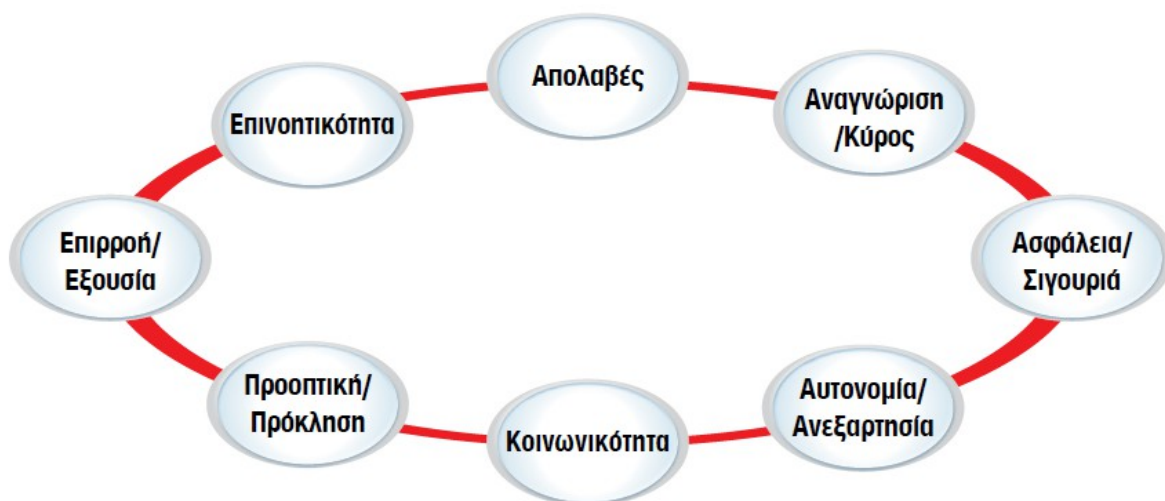 Απολαβές
Αναγνώριση
/Κύρος
Ασφάλεια/
Σιγουριά
Αυτονομία/
Ανεξαρτησία
Κοινωνικότητα
Προοπτική/
Πρόκληση
Επιρροή/
Εξουσία
Επινοητικότητα